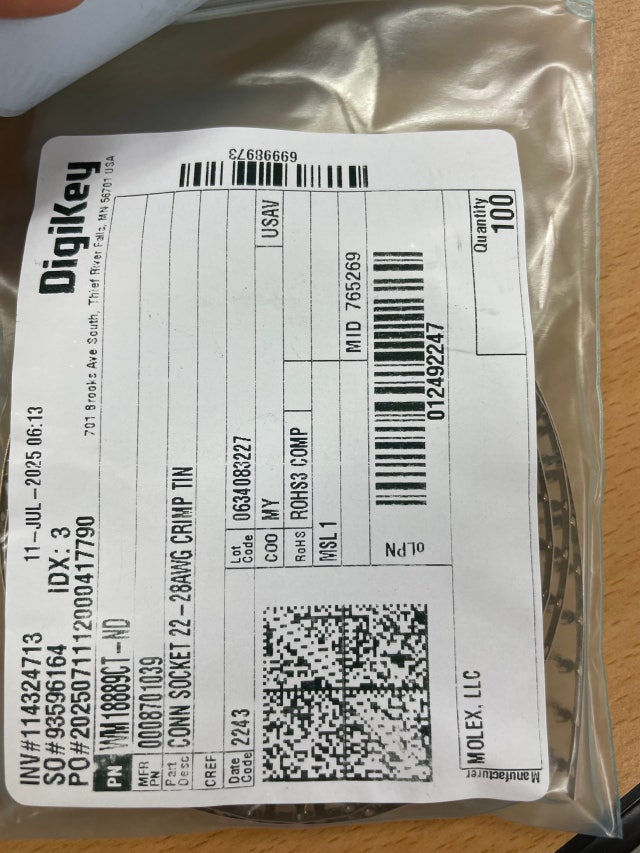 INV#114324713
11-JUL-2025 06:13
DigiKey
SO#93596164
IDX: 3
PO#20250711120000417790
701 Brooks Ave South, Thief River Falls, MN 56701 USA
PN WM18889CT-ND
MFR PN 0008701039
Part Desc CONN SOCKET 22-28AWG CRIMP TIN
CREF
Date Code 2243
Lot Code 0634083227
COO MY
USAV
RoHS ROHS3 COMP
MSL 1
MID 765269
69998973
oLPN
012492247
Manufacturer
MOLEX, LLC
Quantity
100